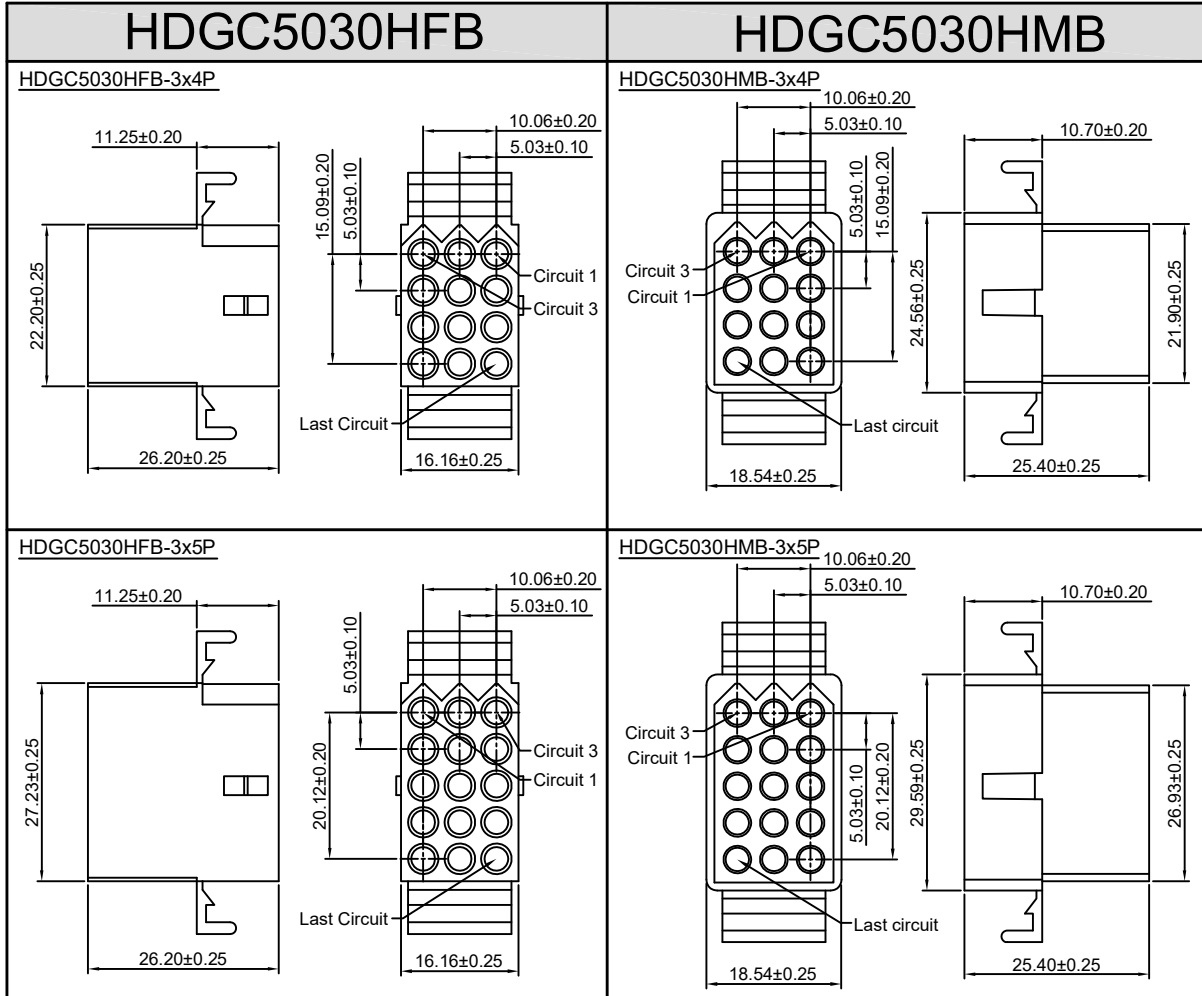 HDGC5030HFB
HDGC5030HMB
HDGC5030HFB-3x4P
11.25±0.20
22.20±0.25
26.20±0.25
10.06±0.20
5.03±0.10
15.09±0.20
5.03±0.10
Circuit 1
Circuit 3
Last Circuit
16.16±0.25
HDGC5030HMB-3x4P
10.06±0.20
5.03±0.10
5.03±0.10
15.09±0.20
Circuit 3
Circuit 1
Last circuit
18.54±0.25
10.70±0.20
24.56±0.25
21.90±0.25
25.40±0.25
HDGC5030HFB-3x5P
11.25±0.20
27.23±0.25
26.20±0.25
10.06±0.20
5.03±0.10
5.03±0.10
20.12±0.20
Circuit 3
Circuit 1
Last Circuit
16.16±0.25
HDGC5030HMB-3x5P
10.06±0.20
5.03±0.10
Circuit 3
Circuit 1
5.03±0.10
20.12±0.20
Last circuit
18.54±0.25
10.70±0.20
29.59±0.25
26.93±0.25
25.40±0.25